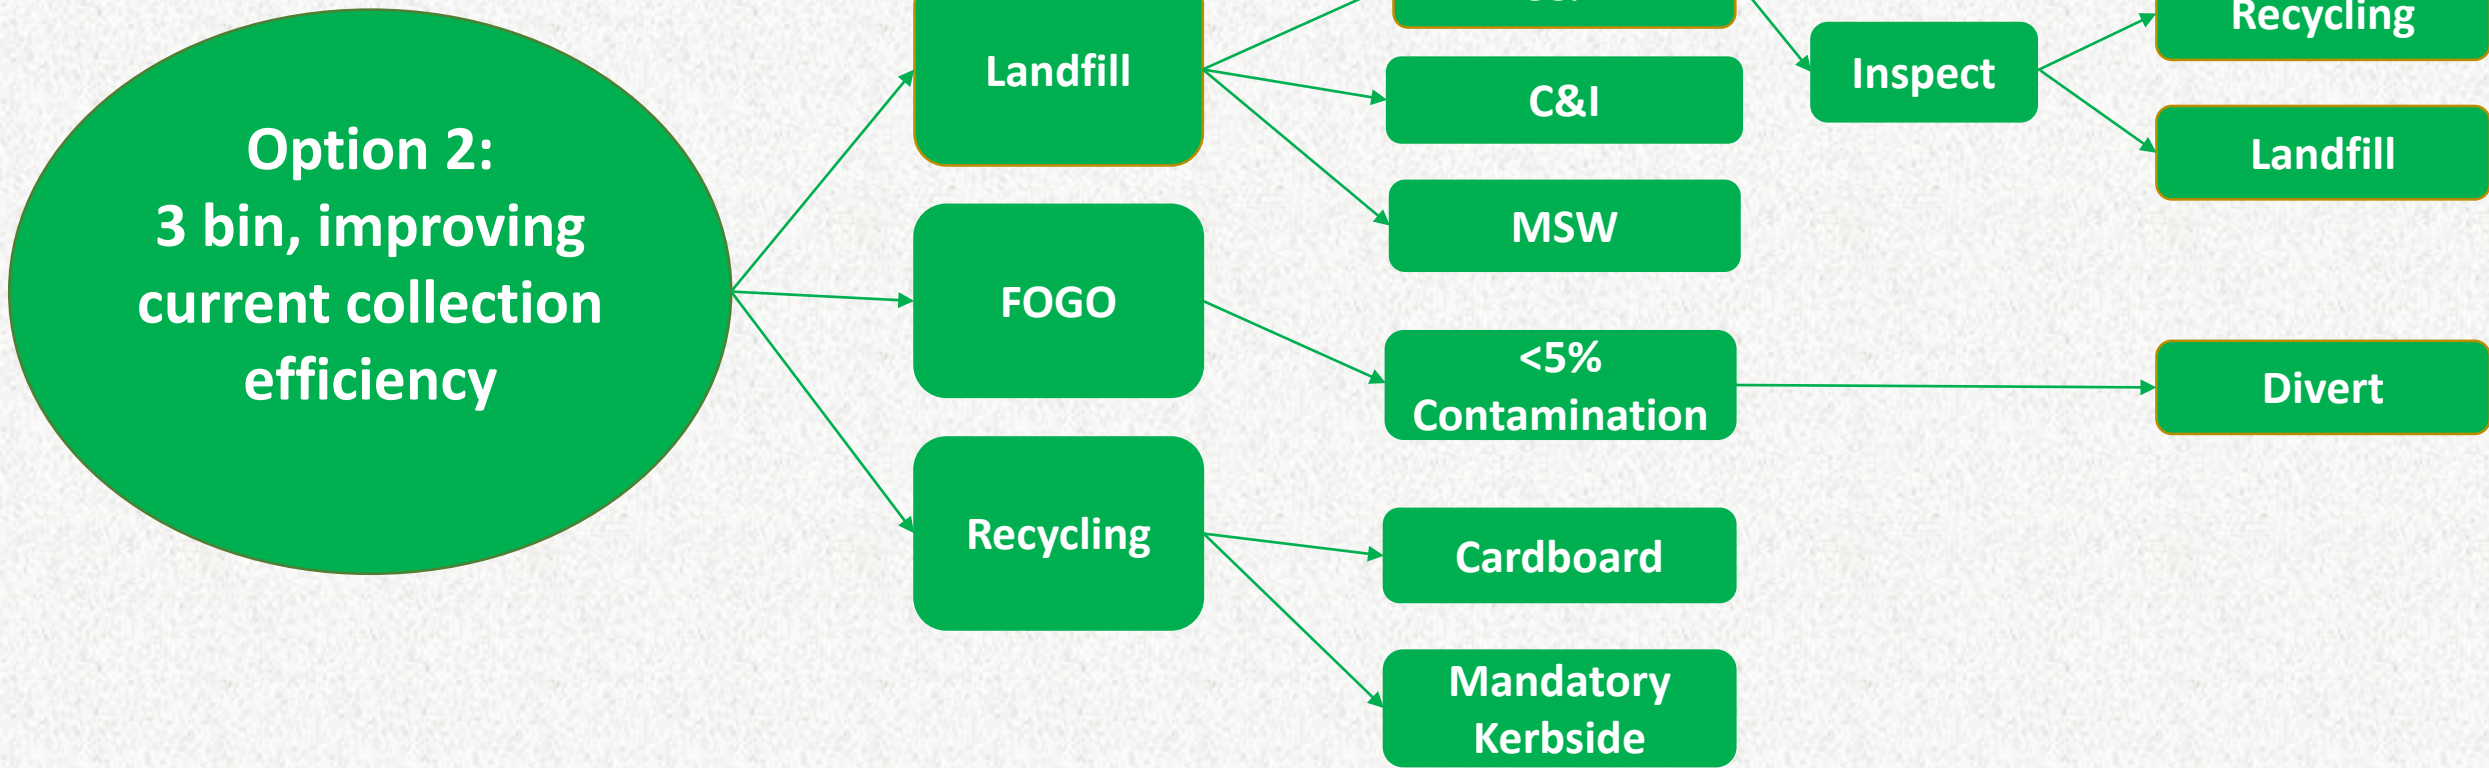 Option 2:
3 bin, improving
current collection
efficiency
Landfill
FOGO
Recycling
C&I
MSW
<5%
Contamination
Cardboard
Mandatory
Kerbside
Inspect
Recycling
Landfill
Divert